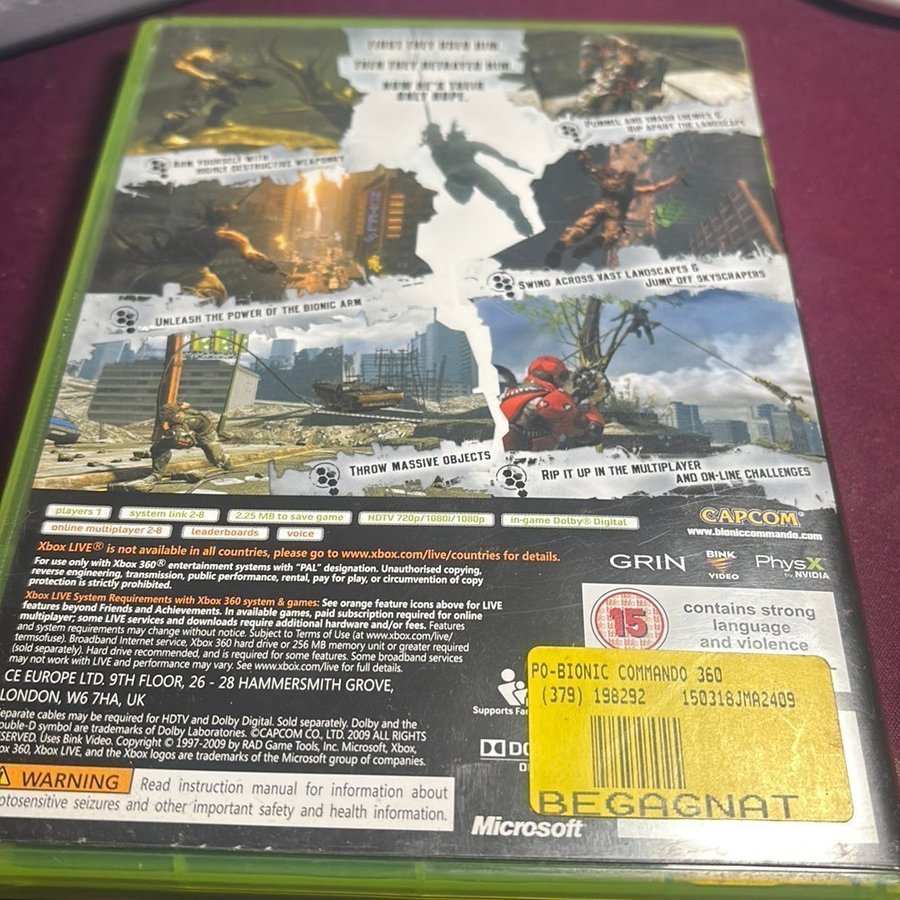 FIRST THEY USED HIM.
THEN THEY BETRAYED HIM.
NOW HE'S THEIR
ONLY HOPE.
PUMMEL AND SMASH ENEMIES &
RIP APART THE LANDSCAPE
ARM YOURSELF WITH
HIGHLY DESTRUCTIVE WEAPONRY
SWING ACROSS VAST LANDSCAPES &
JUMP OFF SKYSCRAPERS
UNLEASH THE POWER OF THE BIONIC ARM
THROW MASSIVE OBJECTS
RIP IT UP IN THE MULTIPLAYER
AND ON-LINE CHALLENGES
players 1 system link 2-8 2.25 MB to save game HDTV 720p/1080i/1080p in-game Dolby® Digital
online multiplayer 2-8 leaderboards voice
CAPCOM
www.bioniccommando.com
Xbox LIVE® is not available in all countries, please go to www.xbox.com/live/countries for details.
For use only with Xbox 360® entertainment systems with "PAL" designation. Unauthorised copying,
reverse engineering, transmission, public performance, rental, pay for play, or circumvention of copy
protection is strictly prohibited.
GRIN BINK VIDEO PhysX by NVIDIA
Xbox LIVE System Requirements with Xbox 360 system & games: See orange feature icons above for LIVE
features beyond Friends and Achievements. In available games, paid subscription required for online
multiplayer; some LIVE services and downloads require additional hardware and/or fees. Features
and system requirements may change without notice. Subject to Terms of Use (at www.xbox.com/live/
termsofuse). Broadband Internet service, Xbox 360 hard drive or 256 MB memory unit or greater required
(sold separately). Hard drive recommended, and is required for some features. Some broadband services
may not work with LIVE and performance may vary. See www.xbox.com/live for full details.
15
contains strong
language
and violence
CE EUROPE LTD. 9TH FLOOR, 26 - 28 HAMMERSMITH GROVE,
LONDON, W6 7HA, UK
Supports Fa
eparate cables may be required for HDTV and Dolby Digital. Sold separately. Dolby and the
ouble-D symbol are trademarks of Dolby Laboratories. ©CAPCOM CO., LTD. 2009 ALL RIGHTS
SERVED. Uses Bink Video. Copyright © 1997-2009 by RAD Game Tools, Inc. Microsoft, Xbox,
ox 360, Xbox LIVE, and the Xbox logos are trademarks of the Microsoft group of companies.
DO
D
PO-BIONIC COMMANDO 360
(379) 198292 150318JMA2409
BEGAGNAT
WARNING Read instruction manual for information about
otosensitive seizures and other important safety and health information.
Microsoft